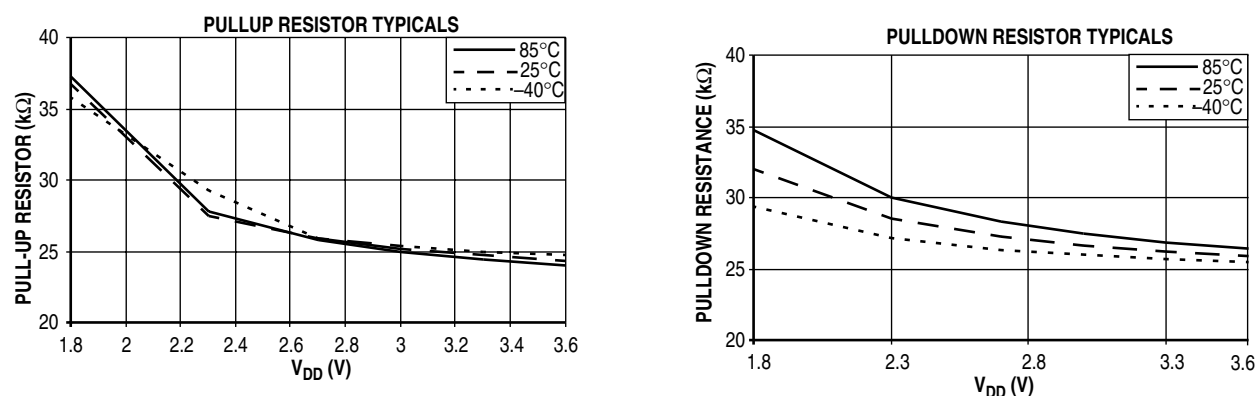 PULLUP RESISTOR TYPICALS
PULL-UP RESISTOR (kΩ)
40
35
30
25
20
85°C
25°C
–40°C
1.8 2 2.2 2.4 2.6 2.8 3 3.2 3.4 3.6
VDD (V)
PULLDOWN RESISTOR TYPICALS
PULLDOWN RESISTANCE (kΩ)
40
35
30
25
20
85°C
25°C
–40°C
1.8 2.3 2.8 3.3 3.6
VDD (V)